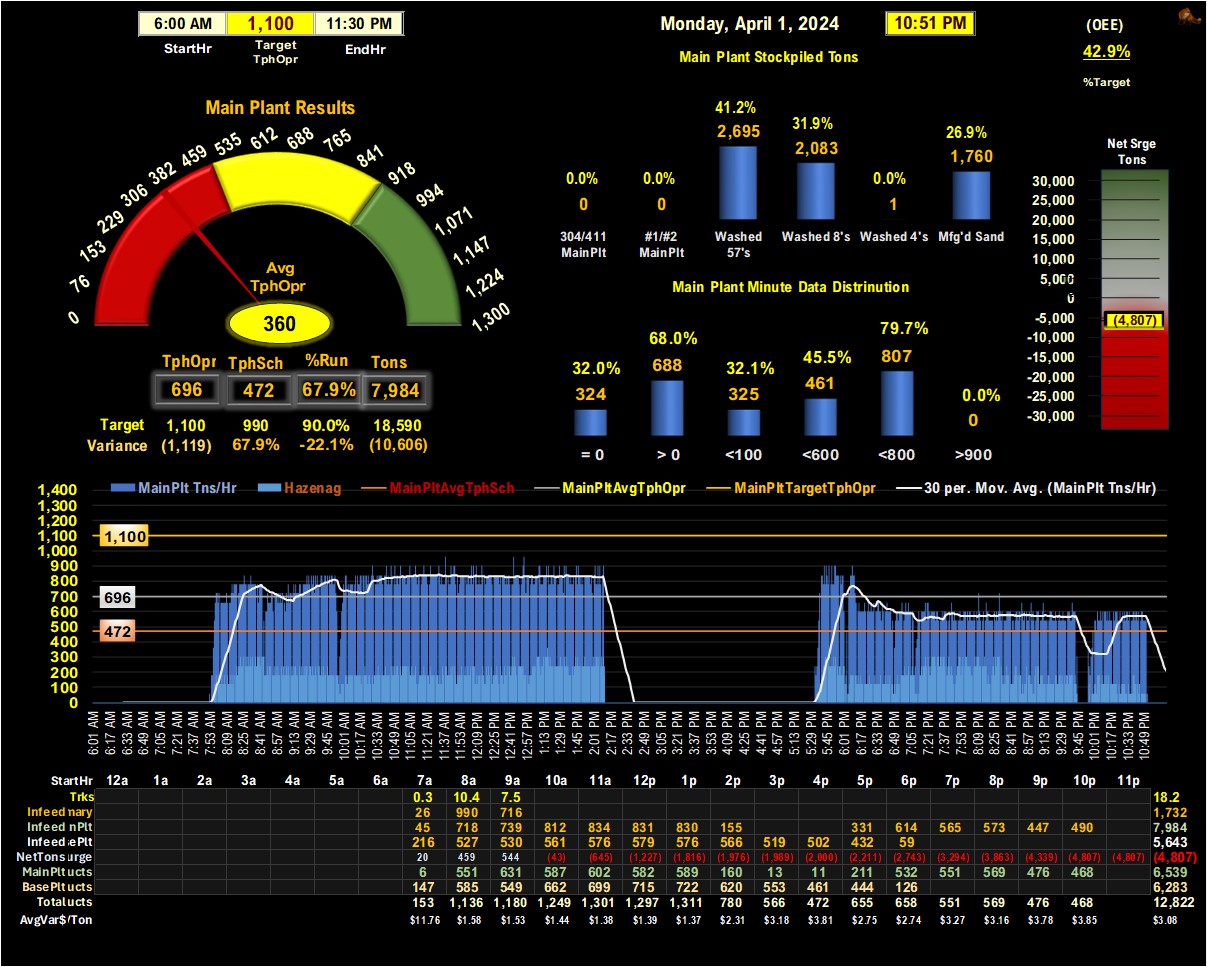 6:00 AM 1,100 11:30 PM
StartHr Target TphOpr EndHr
Monday, April 1, 2024 10:51 PM
(OEE)
42.9%
%Target
Main Plant Stockpiled Tons
41.2% 31.9% 26.9%
2,695 2,083 1,760
0.0% 0.0% 0.0%
0 0 1
304/411 MainPlt #1/#2 MainPlt Washed 57's Washed 8's Washed 4's Mfg'd Sand
Net Srge
Tons
30,000
25,000
20,000
15,000
10,000
5,000
0
-5,000
(4,807)
-10,000
-15,000
-20,000
-25,000
-30,000
Main Plant Results
0 76 153 229 306 382 459 535 612 688 765 841 918 994 1,071 1,147 1,224 1,300
Avg
TphOpr
360
TphOpr TphSch %Run Tons
696 472 67.9% 7,984
Target 1,100 990 90.0% 18,590
Variance (1,119) 67.9% -22.1% (10,606)
Main Plant Minute Data Distrinution
32.0% 68.0% 32.1% 45.5% 79.7% 0.0%
324 688 325 461 807 0
= 0 > 0 <100 <600 <800 >900
MainPlt Tns/Hr Hazenag MainPltAvgTphSch MainPltAvgTphOpr MainPltTargetTphOpr 30 per. Mov. Avg. (MainPlt Tns/Hr)
1,400
1,300
1,200
1,100
1,000
900
800
700
600
500
400
300
200
100
0
1,100
696
472
6:01 AM 6:17 AM 6:33 AM 6:49 AM 7:05 AM 7:21 AM 7:37 AM 7:53 AM 8:09 AM 8:25 AM 8:41 AM 8:57 AM 9:13 AM 9:29 AM 9:45 AM 10:01 AM 10:17 AM 10:33 AM 10:49 AM 11:05 AM 11:21 AM 11:37 AM 11:53 AM 12:09 PM 12:25 PM 12:41 PM 12:57 PM 1:13 PM 1:29 PM 1:45 PM 2:01 PM 2:17 PM 2:33 PM 2:49 PM 3:05 PM 3:21 PM 3:37 PM 3:53 PM 4:09 PM 4:25 PM 4:41 PM 4:57 PM 5:13 PM 5:29 PM 5:45 PM 6:01 PM 6:17 PM 6:33 PM 6:49 PM 7:05 PM 7:21 PM 7:37 PM 7:53 PM 8:09 PM 8:25 PM 8:41 PM 8:57 PM 9:13 PM 9:29 PM 9:45 PM 10:01 PM 10:17 PM 10:33 PM 10:49 PM
StartHr 12a 1a 2a 3a 4a 5a 6a 7a 8a 9a 10a 11a 12p 1p 2p 3p 4p 5p 6p 7p 8p 9p 10p 11p
Trks 0.3 10.4 7.5 18.2
Infeed nary 26 990 716 1,732
Infeed nPlt 45 718 739 812 834 831 830 155 331 614 565 573 447 490 7,984
Infeed ePlt 216 527 530 561 576 579 576 566 519 502 432 59 5,643
NetTons urge 20 459 544 (43) (645) (1,227) (1,816) (1,976) (1,989) (2,000) (2,211) (2,743) (3,294) (3,863) (4,339) (4,807) (4,807) (4,807)
MainPlt ucts 6 551 631 587 602 582 589 160 13 11 211 532 551 569 476 468 6,539
BasePlt ucts 147 585 549 662 699 715 722 620 553 461 444 126 6,283
Total ucts 153 1,136 1,180 1,249 1,301 1,297 1,311 780 566 472 655 658 551 569 476 468 12,822
AvgVar$/Ton $11.76 $1.58 $1.53 $1.44 $1.38 $1.39 $1.37 $2.31 $3.18 $3.81 $2.75 $2.74 $3.27 $3.16 $3.78 $3.85 $3.08